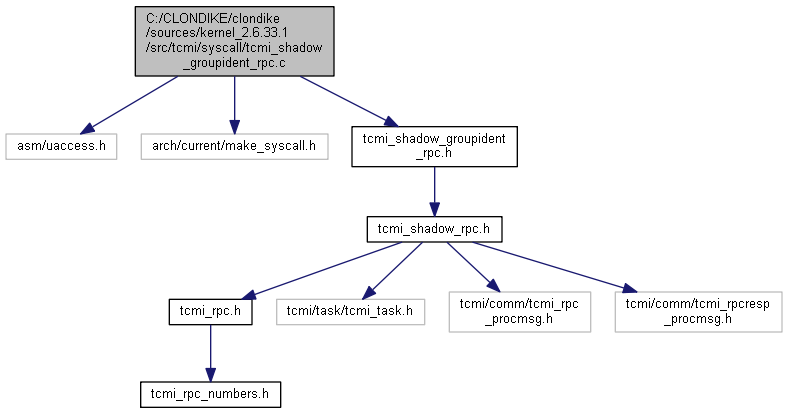 C:/CLONDIKE/clondike
/sources/kernel_2.6.33.1
/src/tcmi/syscall/tcmi_shadow
_groupident_rpc.c
asm/uaccess.h
arch/current/make_syscall.h
tcmi_shadow_groupident
_rpc.h
tcmi_shadow_rpc.h
tcmi_rpc.h
tcmi/task/tcmi_task.h
tcmi/comm/tcmi_rpc
_procmsg.h
tcmi/comm/tcmi_rpcresp
_procmsg.h
tcmi_rpc_numbers.h